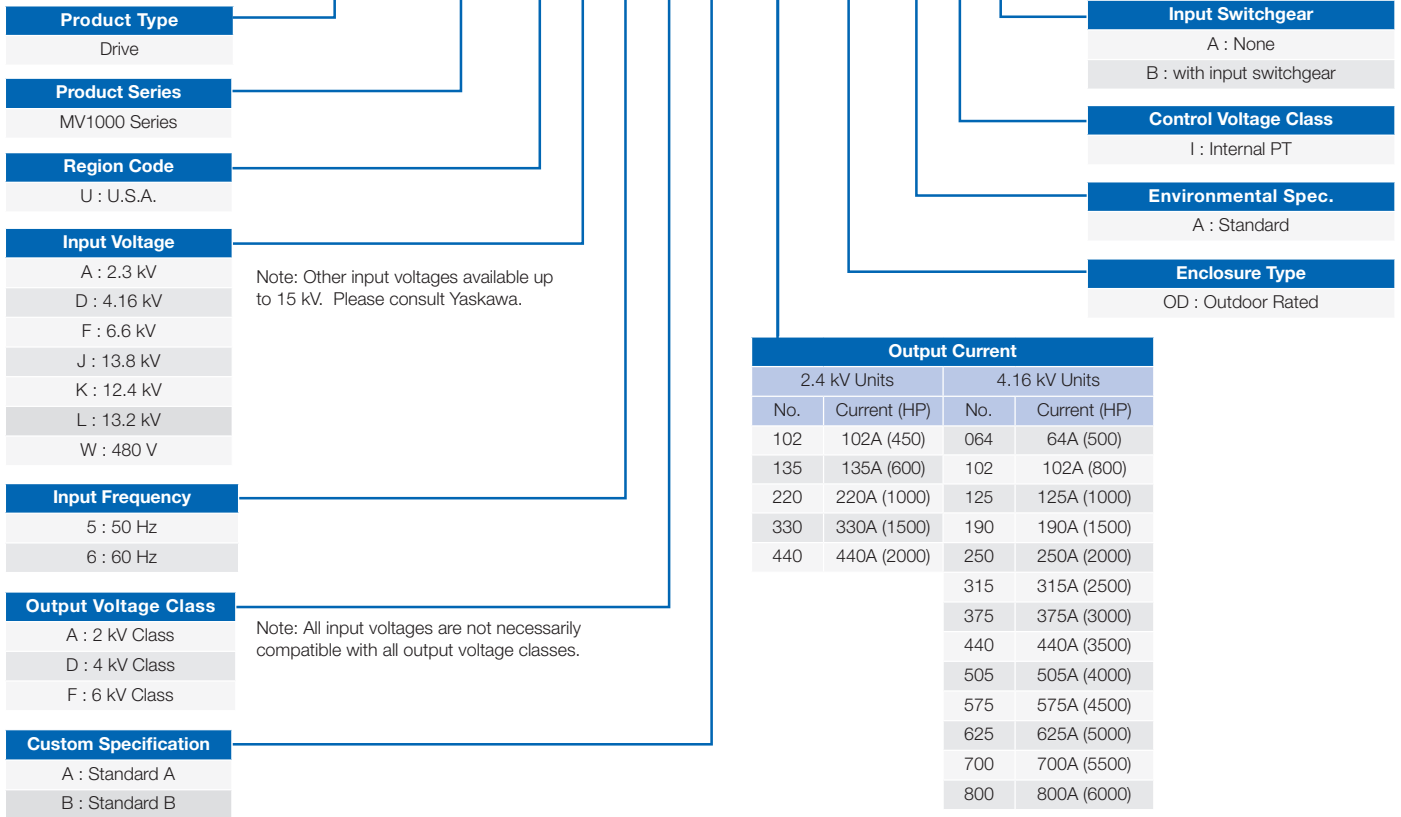 Product Type
Drive
Product Series
MV1000 Series
Region Code
U : U.S.A.
Input Voltage
A : 2.3 kV
D : 4.16 kV
F : 6.6 kV
J : 13.8 kV
K : 12.4 kV
L : 13.2 kV
W : 480 V
Note: Other input voltages available up
to 15 kV. Please consult Yaskawa.
Input Frequency
5 : 50 Hz
6 : 60 Hz
Output Voltage Class
A : 2 kV Class
D : 4 kV Class
F : 6 kV Class
Note: All input voltages are not necessarily
compatible with all output voltage classes.
Custom Specification
A : Standard A
B : Standard B
Input Switchgear
A : None
B : with input switchgear
Control Voltage Class
I : Internal PT
Environmental Spec.
A : Standard
Enclosure Type
OD : Outdoor Rated
Output Current
2.4 kV Units 4.16 kV Units
No. Current (HP) No. Current (HP)
102 102A (450) 064 64A (500)
135 135A (600) 102 102A (800)
220 220A (1000) 125 125A (1000)
330 330A (1500) 190 190A (1500)
440 440A (2000) 250 250A (2000)
315 315A (2500)
375 375A (3000)
440 440A (3500)
505 505A (4000)
575 575A (4500)
625 625A (5000)
700 700A (5500)
800 800A (6000)